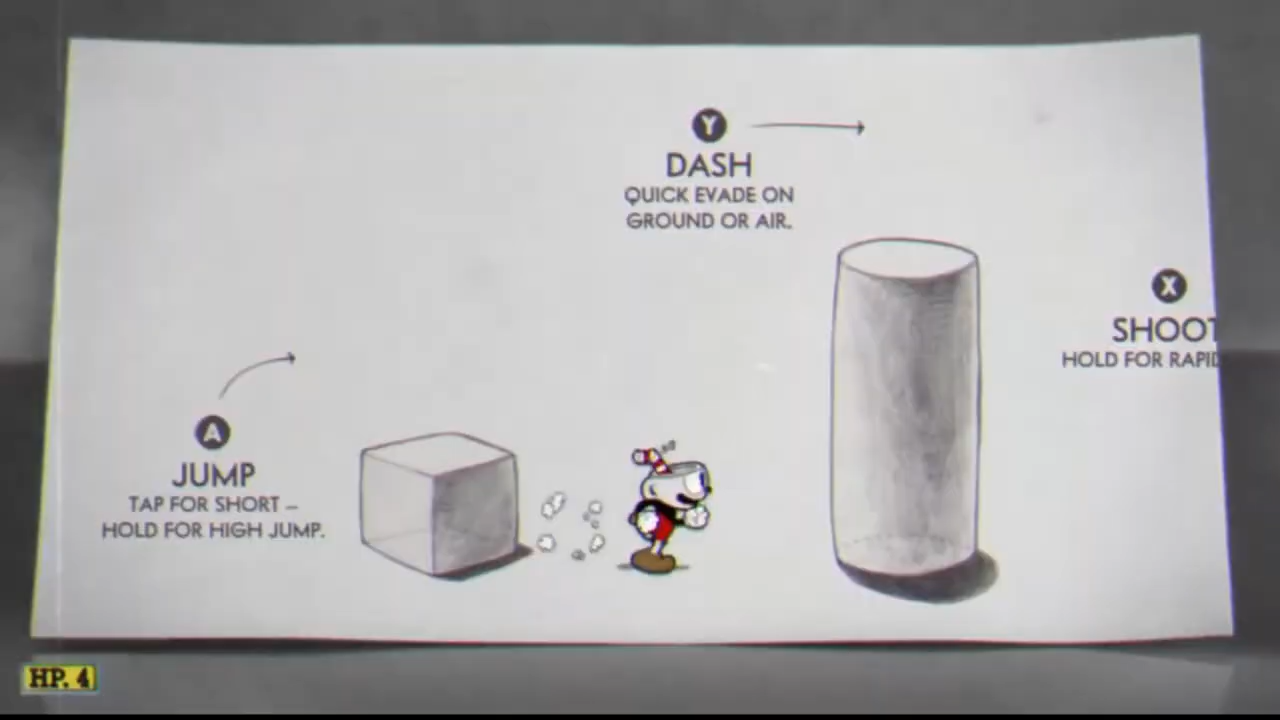 Y
DASH
QUICK EVADE ON
GROUND OR AIR.
X
SHOOT
HOLD FOR RAPID
A
JUMP
TAP FOR SHORT –
HOLD FOR HIGH JUMP.
HP. 4